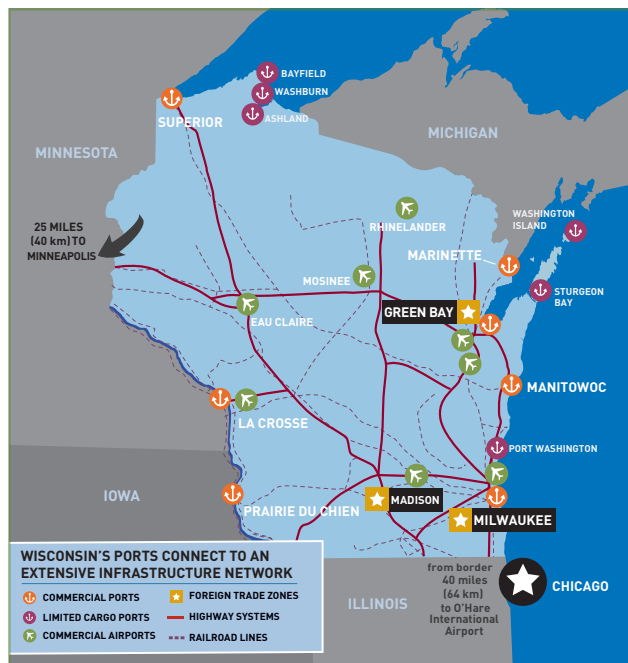 BAYFIELD
WASHBURN
ASHLAND
SUPERIOR
MINNESOTA
MICHIGAN
25 MILES
(40 km)TO
MINNEAPOLIS
RHINELANDER
WASHINGTON
ISLAND
MARINETTE
MOSINEE
STURGEON
BAY
GREEN BAY
EAU CLAIRE
MANITOWOC
LA CROSSE
PORT WASHINGTON
IOWA
PRAIRIE DU CHIEN
MADISON
MILWAUKEE
WISCONSIN'S PORTS CONNECT TO AN
EXTENSIVE INFRASTRUCTURE NETWORK
COMMERCIAL PORTS
LIMITED CARGO PORTS
COMMERCIAL AIRPORTS
FOREIGN TRADE ZONES
HIGHWAY SYSTEMS
RAILROAD LINES
ILLINOIS
from border
40 miles
(64 km)
to O'Hare
International
Airport
CHICAGO